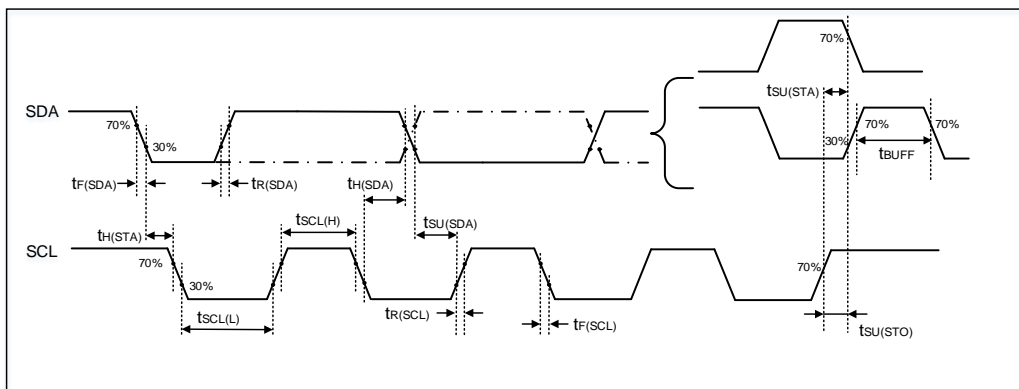 70%
tSU(STA)
SDA
70%
30%
30%
70%
70%
tBUFF
tF(SDA)
tR(SDA)
tH(SDA)
tSCL(H)
tSU(SDA)
tH(STA)
SCL
70%
30%
70%
tSCL(L)
tR(SCL)
tF(SCL)
tSU(STO)